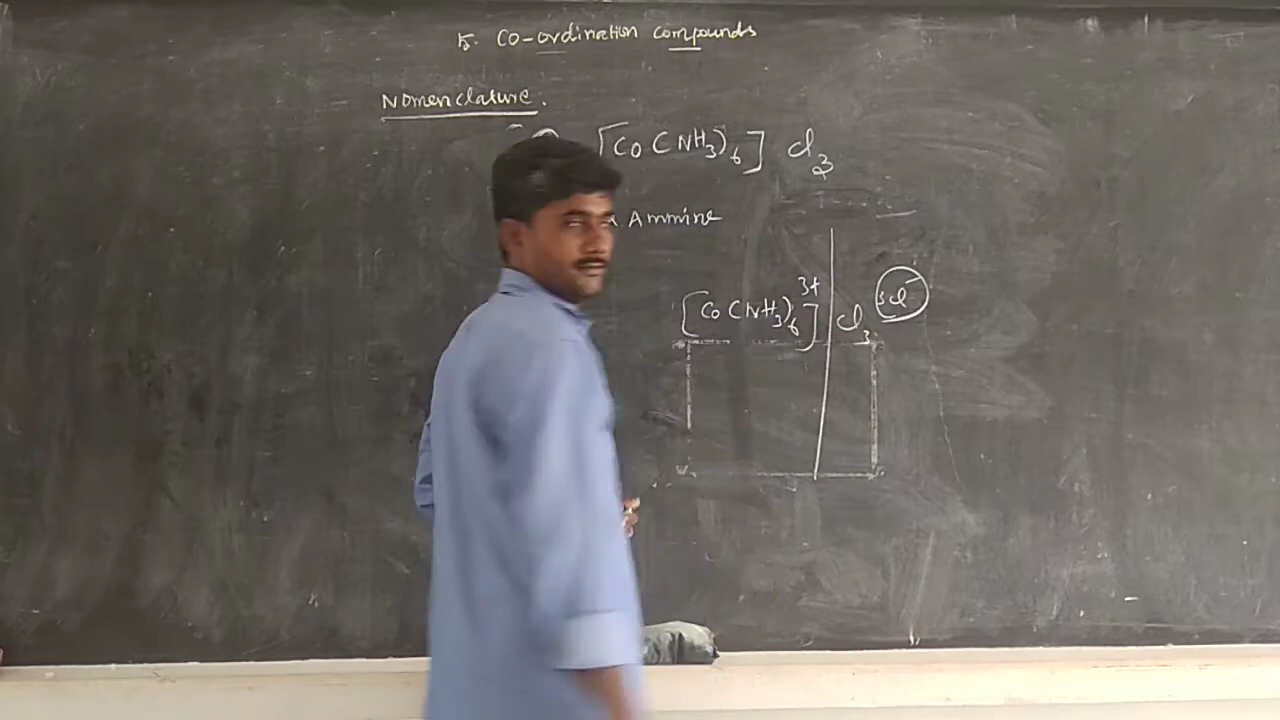 5. Co-ordination compounds
Nomenclature.
[Co(NH3)6] Cl3
Ammine
[Co(NH3)6]3+ Cl3 3Cl-